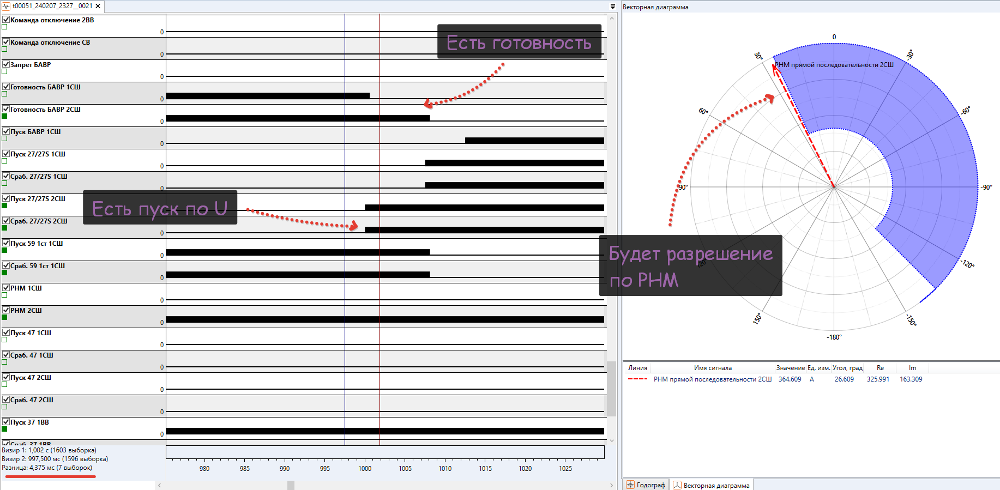 t00051_240207_2327__0021
Команда отключение 2ВВ
0
Команда отключение СВ
0
Запрет БАВР
0
Готовность БАВР 1СШ
0
Готовность БАВР 2СШ
0
Пуск БАВР 1СШ
0
Пуск 27/27S 1СШ
0
Сраб. 27/27S 1СШ
0
Пуск 27/27S 2СШ
Сраб. 27/27S 2СШ
0
Пуск 59 1ст 1СШ
0
Сраб. 59 1ст 1СШ
0
РНМ 1СШ
0
РНМ 2СШ
0
Пуск 47 1СШ
0
Сраб. 47 1СШ
0
Пуск 47 2СШ
0
Сраб. 47 2СШ
0
Пуск 37 1ВВ
0
Сраб. 37 1ВВ
Есть готовность
Есть пуск по U
Визир 1: 1,002 с (1603 выборка)
Визир 2: 997,500 мс (1596 выборка)
Разница: 4,375 мс (7 выборок)
980 985 990 995 1000 1005 1010 1015 1020 1025
Векторная диаграмма
0
30°
-30°
РНМ прямой последовательности 2СШ
60°
-60°
90°
-90°
Будет разрешение
по РНМ
120°
-120°
150°
-150°
-180°
Линия Имя сигнала Значение Ед. изм. Угол, град Re Im
РНМ прямой последовательности 2СШ 364.609 А 26.609 325.991 163.309
Годограф Векторная диаграмма